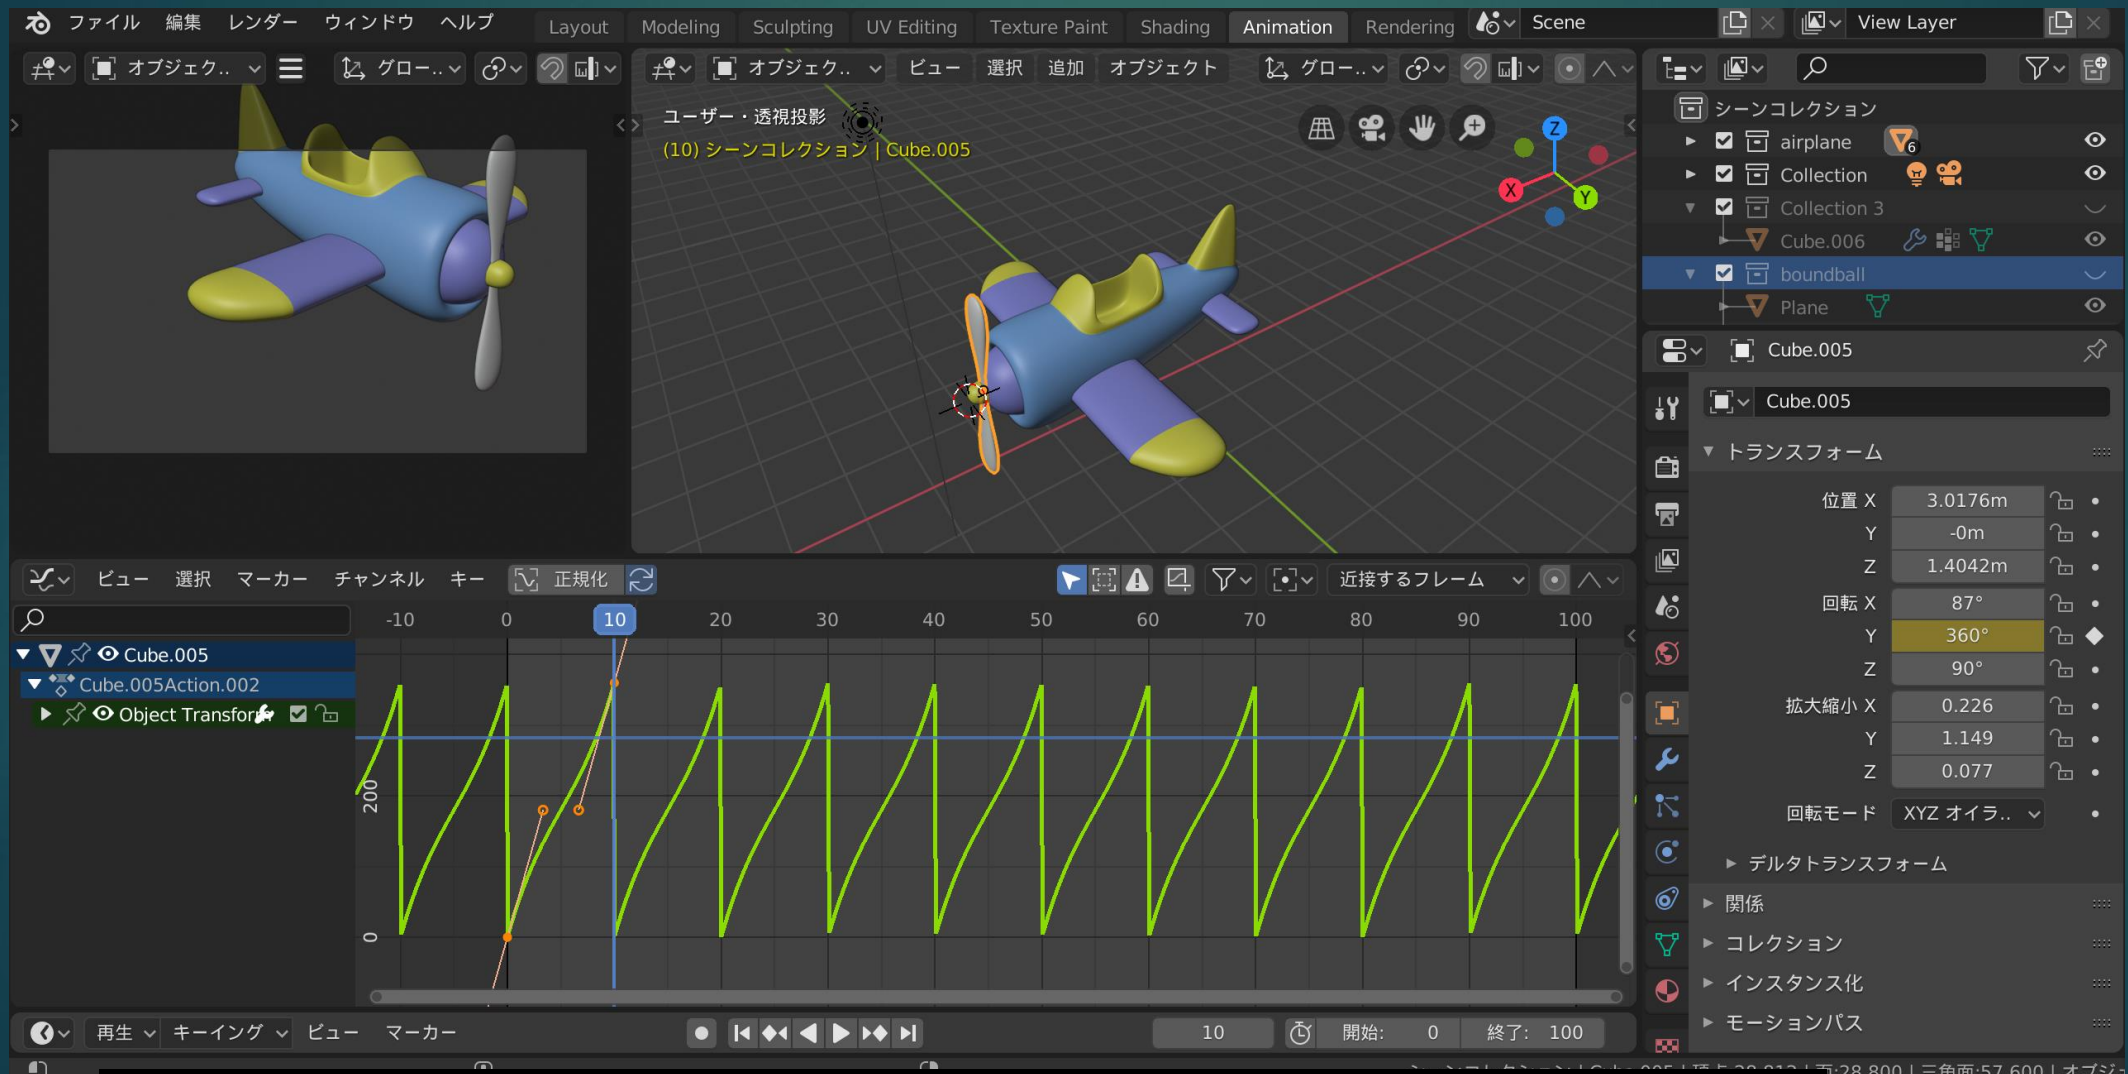 ファイル 編集 レンダー ウィンドウ ヘルプ Layout Modeling Sculpting UV Editing Texture Paint Shading Animation Rendering Scene View Layer
オブジェク.. グロー..
オブジェク.. ビュー 選択 追加 オブジェクト グロー..
ユーザー・透視投影
(10) シーンコレクション | Cube.005
Z
X
Y
シーンコレクション
airplane 6
Collection
Collection 3
Cube.006
boundball
Plane
Cube.005
Cube.005
トランスフォーム
位置 X 3.0176m
Y -0m
Z 1.4042m
回転 X 87°
Y 360°
Z 90°
拡大縮小 X 0.226
Y 1.149
Z 0.077
回転モード XYZ オイラ..
デルタトランスフォーム
関係
コレクション
インスタンス化
モーションパス
ビュー 選択 マーカー チャンネル キー 正規化 近接するフレーム
-10 0 10 20 30 40 50 60 70 80 90 100
Cube.005
Cube.005Action.002
Object Transfor
200
0
再生 キーイング ビュー マーカー 10 開始: 0 終了: 100